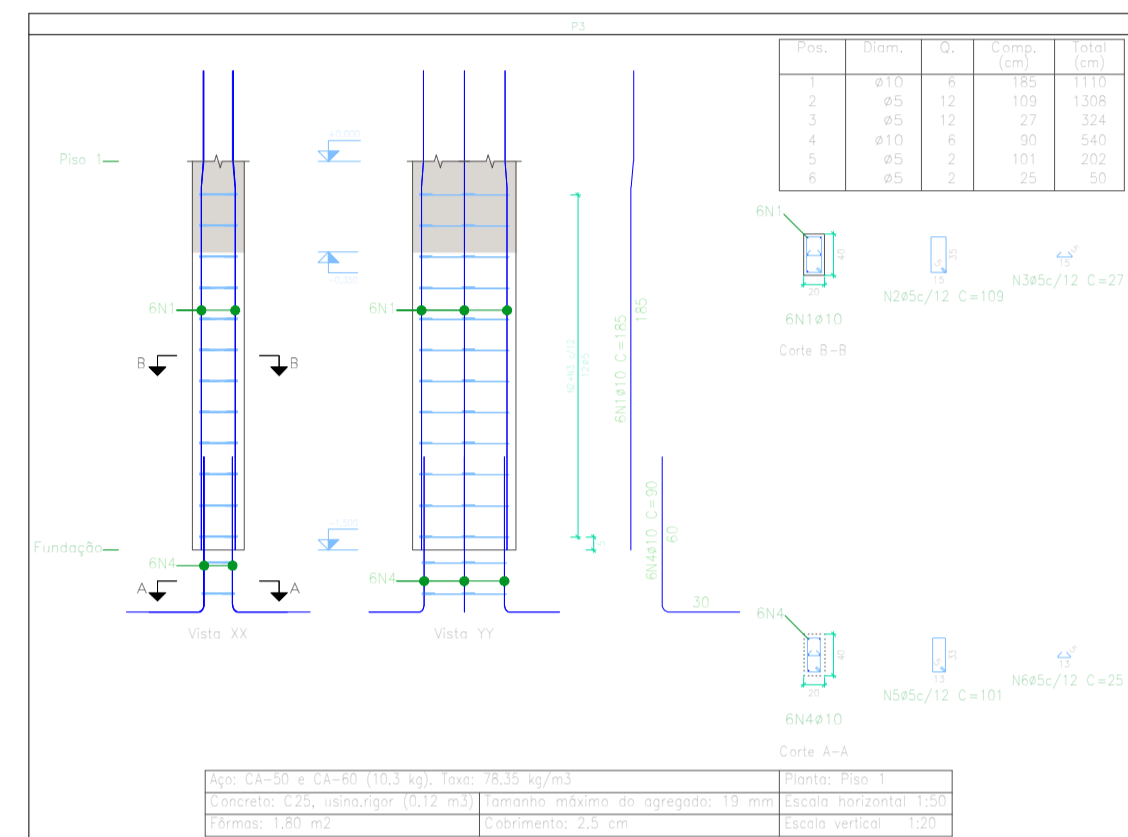 P3
Pos. Diam. Q. Comp. (cm) Total (cm)
1 ø10 6 185 1110
2 ø5 12 109 1308
3 ø5 12 27 324
4 ø10 6 90 540
5 ø5 2 101 202
6 ø5 2 25 50
Piso 1
6N1
6N1
B B
Fundação
6N4
6N4
A A
Vista XX
Vista YY
12ø5
6N1ø10 C=185
185
6N4ø10 C=90
60
30
6N1
40
20
6N1ø10
Corte B-B
35
15
N2ø5c/12 C=109
15
N3ø5c/12 C=27
6N4
40
20
6N4ø10
Corte A-A
33
13
N5ø5c/12 C=101
13
N6ø5c/12 C=25
Aço: CA-50 e CA-60 (10.3 kg). Taxa: 78.35 kg/m3
Planta: Piso 1
Concreto: C25, usina.rigor (0.12 m3)
Tamanho máximo do agregado: 19 mm
Escala horizontal 1:50
Fôrmas: 1.80 m2
Cobrimento: 2.5 cm
Escala vertical 1:20